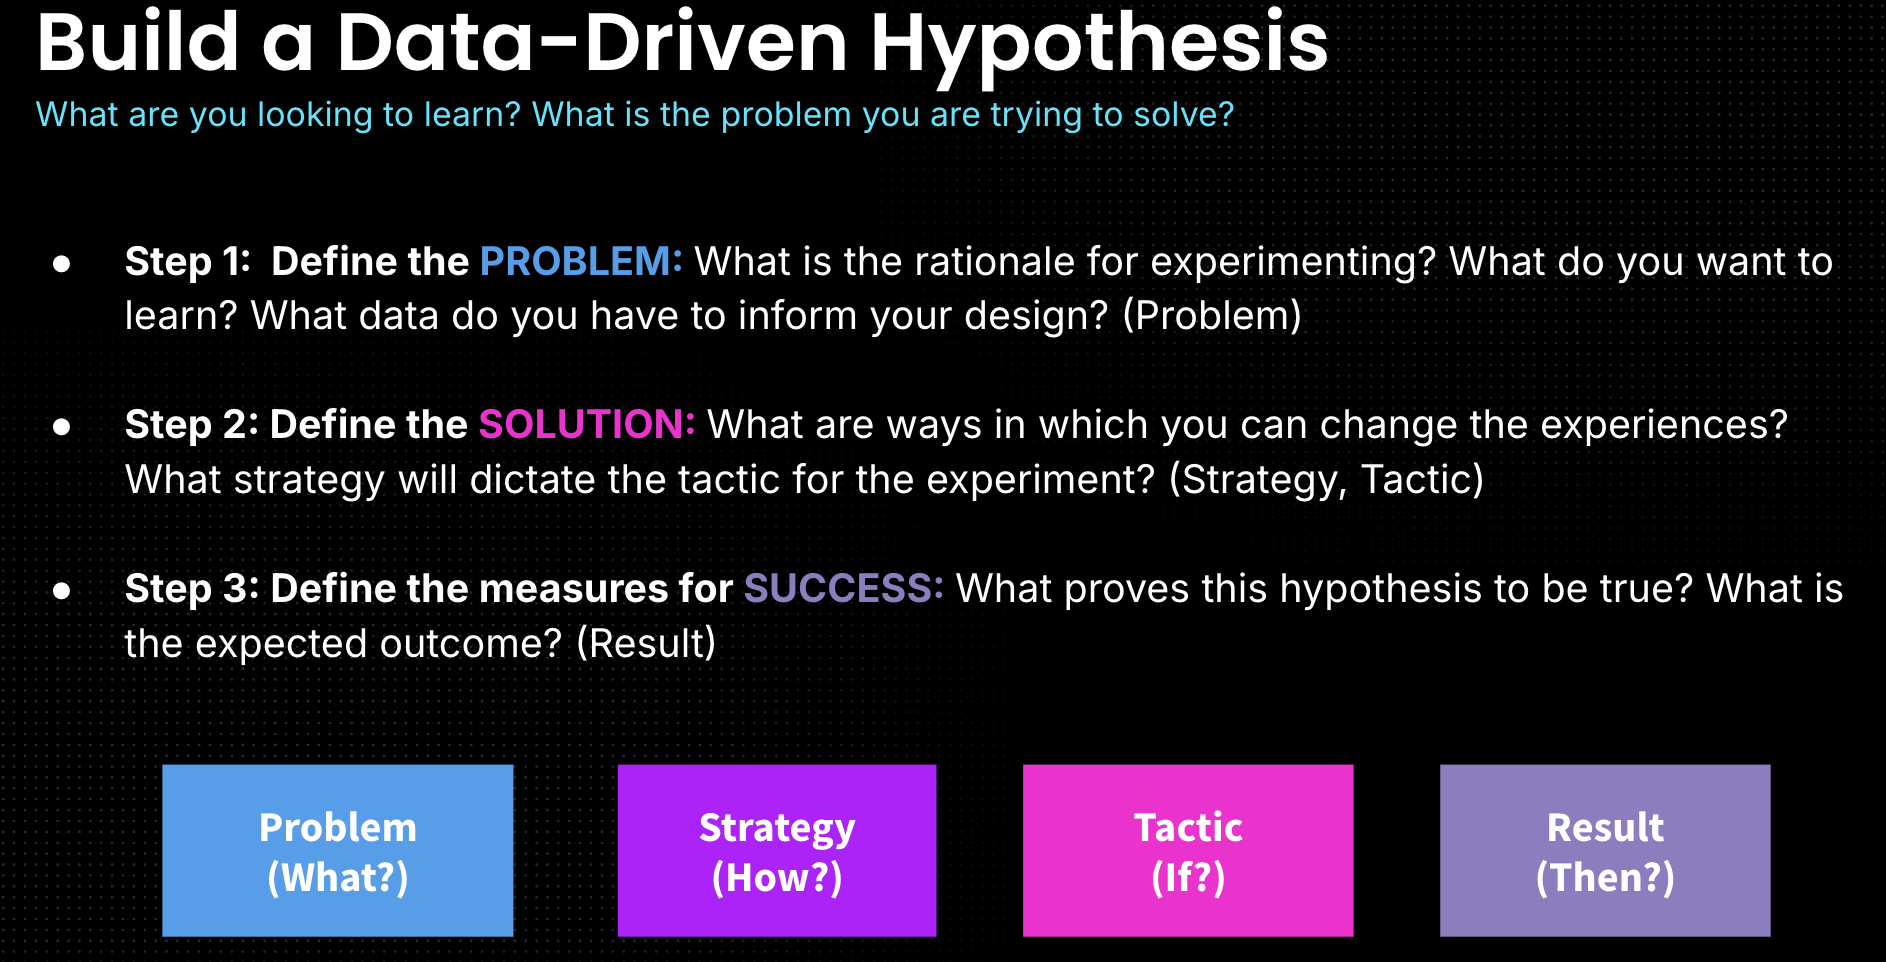 Build a Data-Driven Hypothesis
What are you looking to learn? What is the problem you are trying to solve?
● Step 1:  Define the PROBLEM: What is the rationale for experimenting? What do you want to
learn? What data do you have to inform your design? (Problem)
● Step 2: Define the SOLUTION: What are ways in which you can change the experiences?
What strategy will dictate the tactic for the experiment? (Strategy, Tactic)
● Step 3: Define the measures for SUCCESS: What proves this hypothesis to be true? What is
the expected outcome? (Result)
Problem
(What?)
Strategy
(How?)
Tactic
(If?)
Result
(Then?)